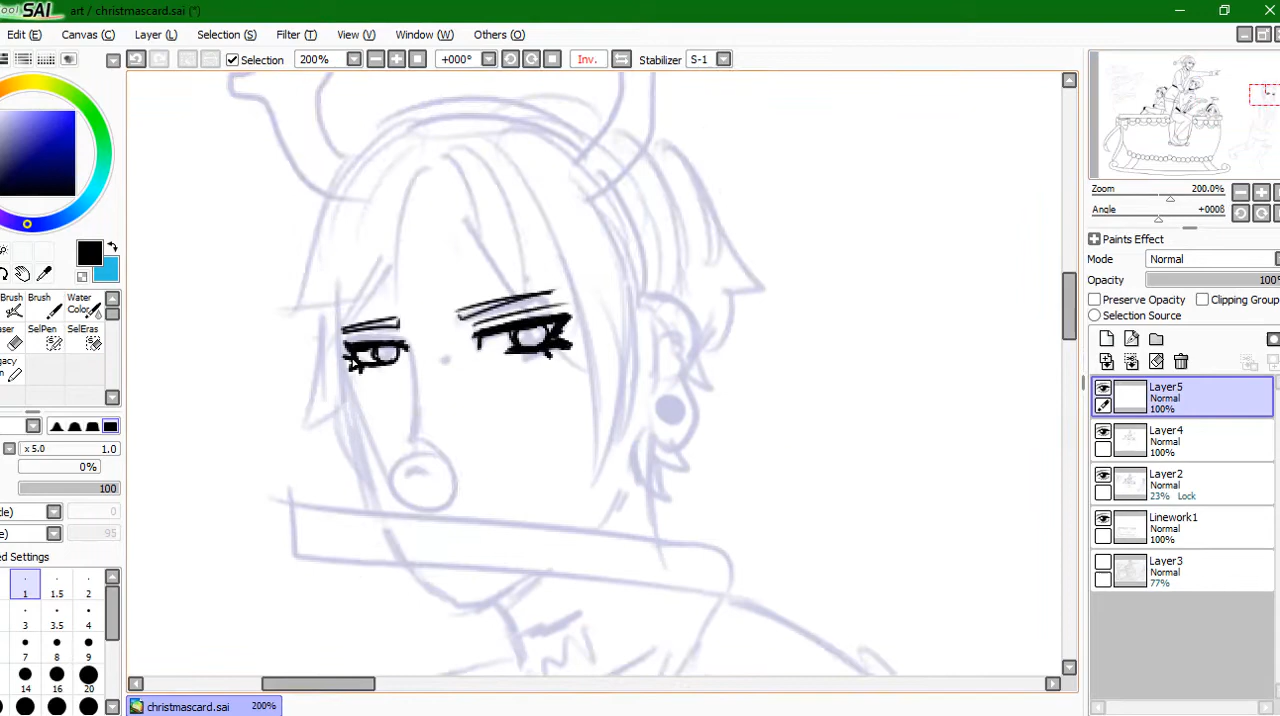 SAI art / christmascard.sai (*)
Edit (E) Canvas (C) Layer (L) Selection (S) Filter (T) View (V) Window (W) Others (O)
Selection 200% +000° Inv. Stabilizer S-1
Zoom 200.0%
Angle +0008
Paints Effect
Mode Normal
Opacity 100%
Preserve Opacity Clipping Group
Selection Source
Brush Brush Water
Color
SelPen SelEras
x 5.0 1.0
0%
100
0
95
ed Settings
1 1.5 2
3 3.5 4
7 8 9
14 16 20
Layer5
Normal
100%
Layer4
Normal
100%
Layer2
Normal
23% Lock
Linework1
Normal
100%
Layer3
Normal
77%
christmascard.sai 200%